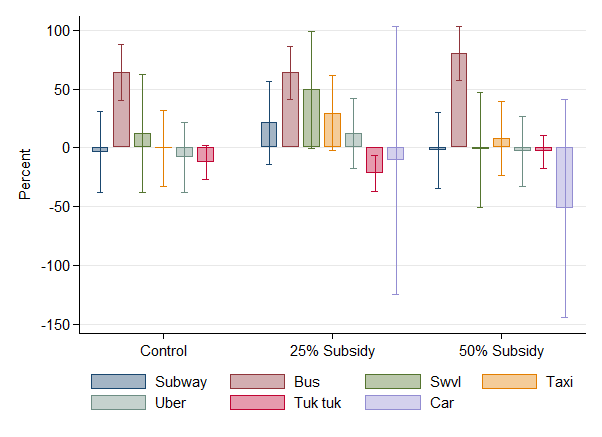 100
50
0
-50
-100
-150
Percent
Control 25% Subsidy 50% Subsidy
Subway Bus Swvl Taxi
Uber Tuk tuk Car